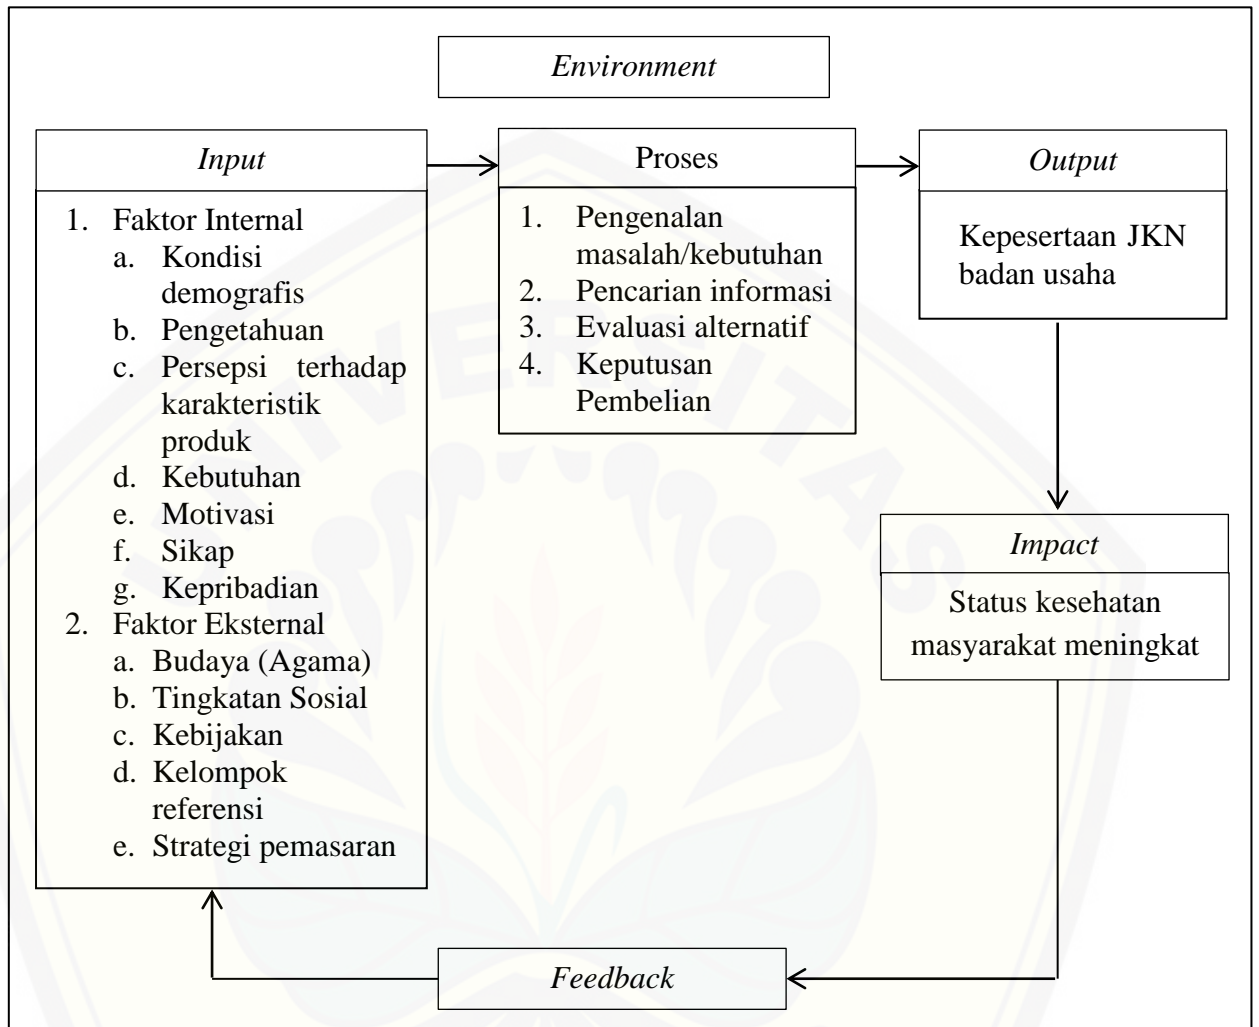 Environment
Input
1. Faktor Internal
a. Kondisi
demografis
b. Pengetahuan
c. Persepsi terhadap
karakteristik
produk
d. Kebutuhan
e. Motivasi
f. Sikap
g. Kepribadian
2. Faktor Eksternal
a. Budaya (Agama)
b. Tingkatan Sosial
c. Kebijakan
d. Kelompok
referensi
e. Strategi pemasaran
Proses
1. Pengenalan
masalah/kebutuhan
2. Pencarian informasi
3. Evaluasi alternatif
4. Keputusan
Pembelian
Output
Kepesertaan JKN
badan usaha
Impact
Status kesehatan
masyarakat meningkat
Feedback
UNIVERSITAS